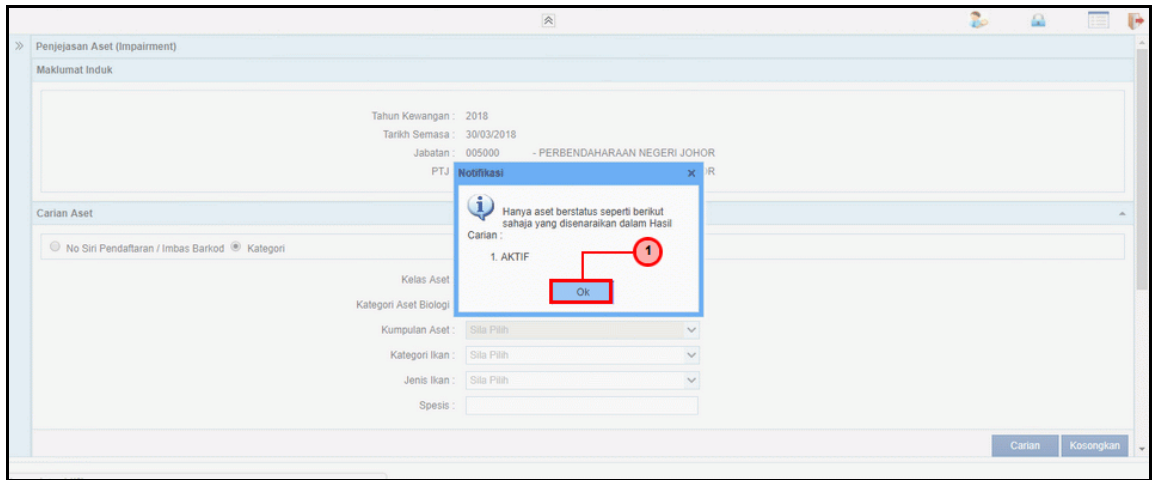 Penjejasan Aset (Impairment)
Maklumat Induk
Tahun Kewangan : 2018
Tarikh Semasa : 30/03/2018
Jabatan : 005000 - PERBENDAHARAAN NEGERI JOHOR
PTJ
Notifikasi
Hanya aset berstatus seperti berikut
sahaja yang disenaraikan dalam Hasil
Carian :
1. AKTIF
1
Ok
Carian Aset
No Siri Pendaftaran / Imbas Barkod Kategori
Kelas Aset
Kategori Aset Biologi
Kumpulan Aset : Sila Pilih
Kategori Ikan : Sila Pilih
Jenis Ikan : Sila Pilih
Spesis :
Carian Kosongkan